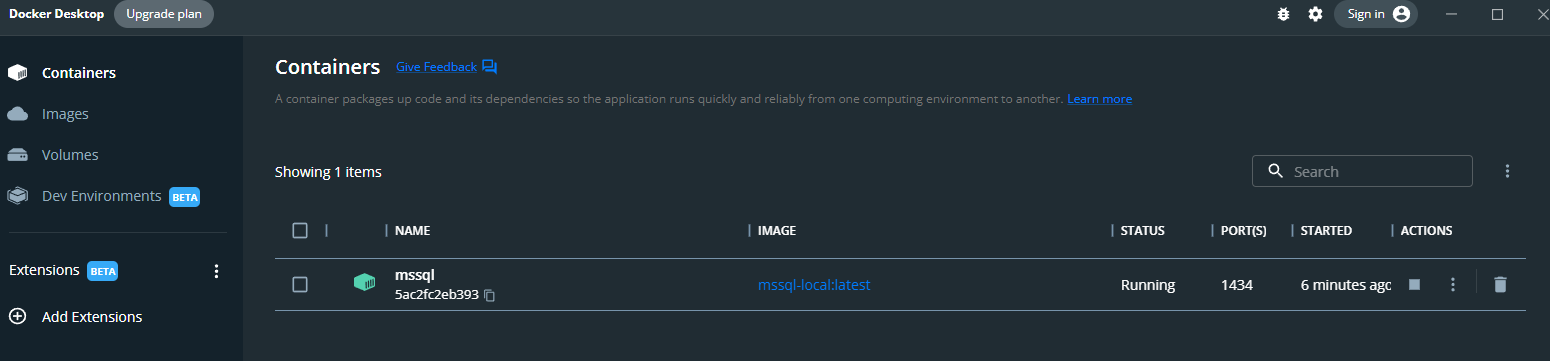 Docker Desktop Upgrade plan Sign in
Containers
Images
Volumes
Dev Environments BETA
Extensions BETA
Add Extensions
Containers Give Feedback
A container packages up code and its dependencies so the application runs quickly and reliably from one computing environment to another. Learn more
Showing 1 items Search
NAME IMAGE STATUS PORT(S) STARTED ACTIONS
mssql
5ac2fc2eb393 mssql-local:latest Running 1434 6 minutes ago